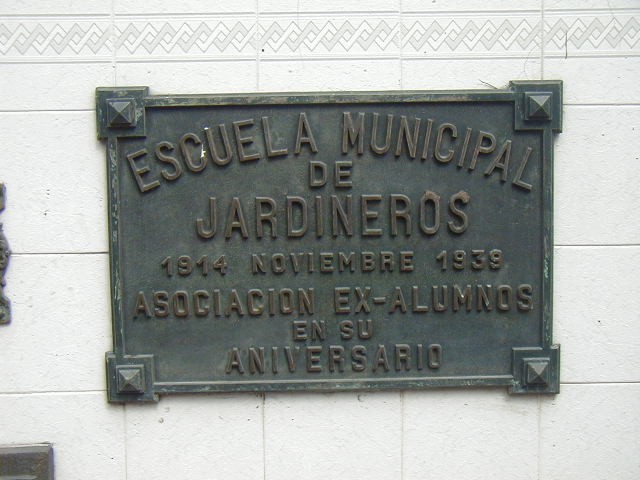 ESCUELA MUNICIPAL
DE
JARDINEROS
1914 NOVIEMBRE 1939
ASOCIACION EX-ALUMNOS
EN SU
ANIVERSARIO